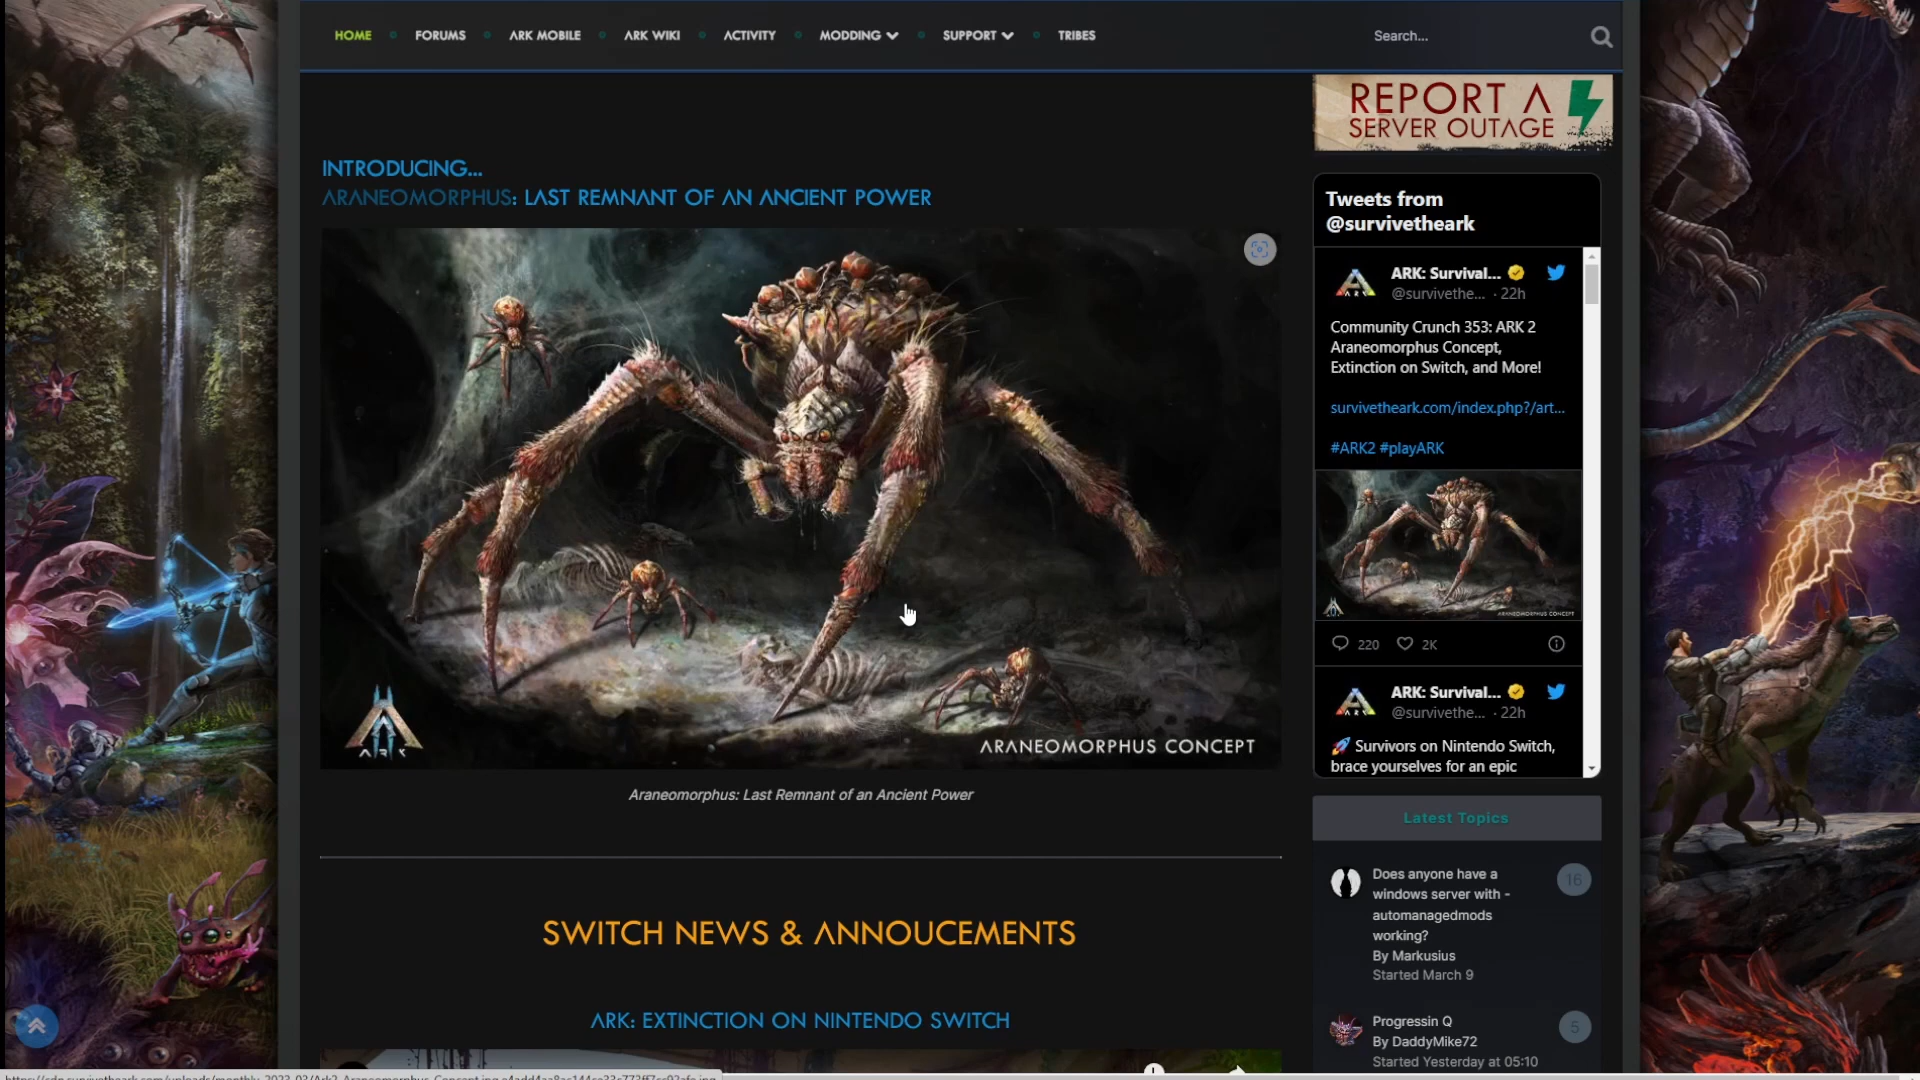 HOME FORUMS ARK MOBILE ARK WIKI ACTIVITY MODDING SUPPORT TRIBES
Search...
REPORT A
SERVER OUTAGE
INTRODUCING...
ARANEOMORPHUS: LAST REMNANT OF AN ANCIENT POWER
ARK
ARANEOMORPHUS CONCEPT
Araneomorphus: Last Remnant of an Ancient Power
SWITCH NEWS & ANNOUCEMENTS
ARK: EXTINCTION ON NINTENDO SWITCH
Tweets from
@survivetheark
ARK: Survival...
@survivethe... · 22h
Community Crunch 353: ARK 2
Araneomorphus Concept,
Extinction on Switch, and More!
survivetheark.com/index.php?/art...
#ARK2 #playARK
ARANEOMORPHUS CONCEPT
220 2K
ARK: Survival...
@survivethe... · 22h
🚀 Survivors on Nintendo Switch,
brace yourselves for an epic
Latest Topics
Does anyone have a
windows server with -
automanagedmods
working?
16
By Markusius
Started March 9
Progressin Q
5
By DaddyMike72
Started Yesterday at 05:10